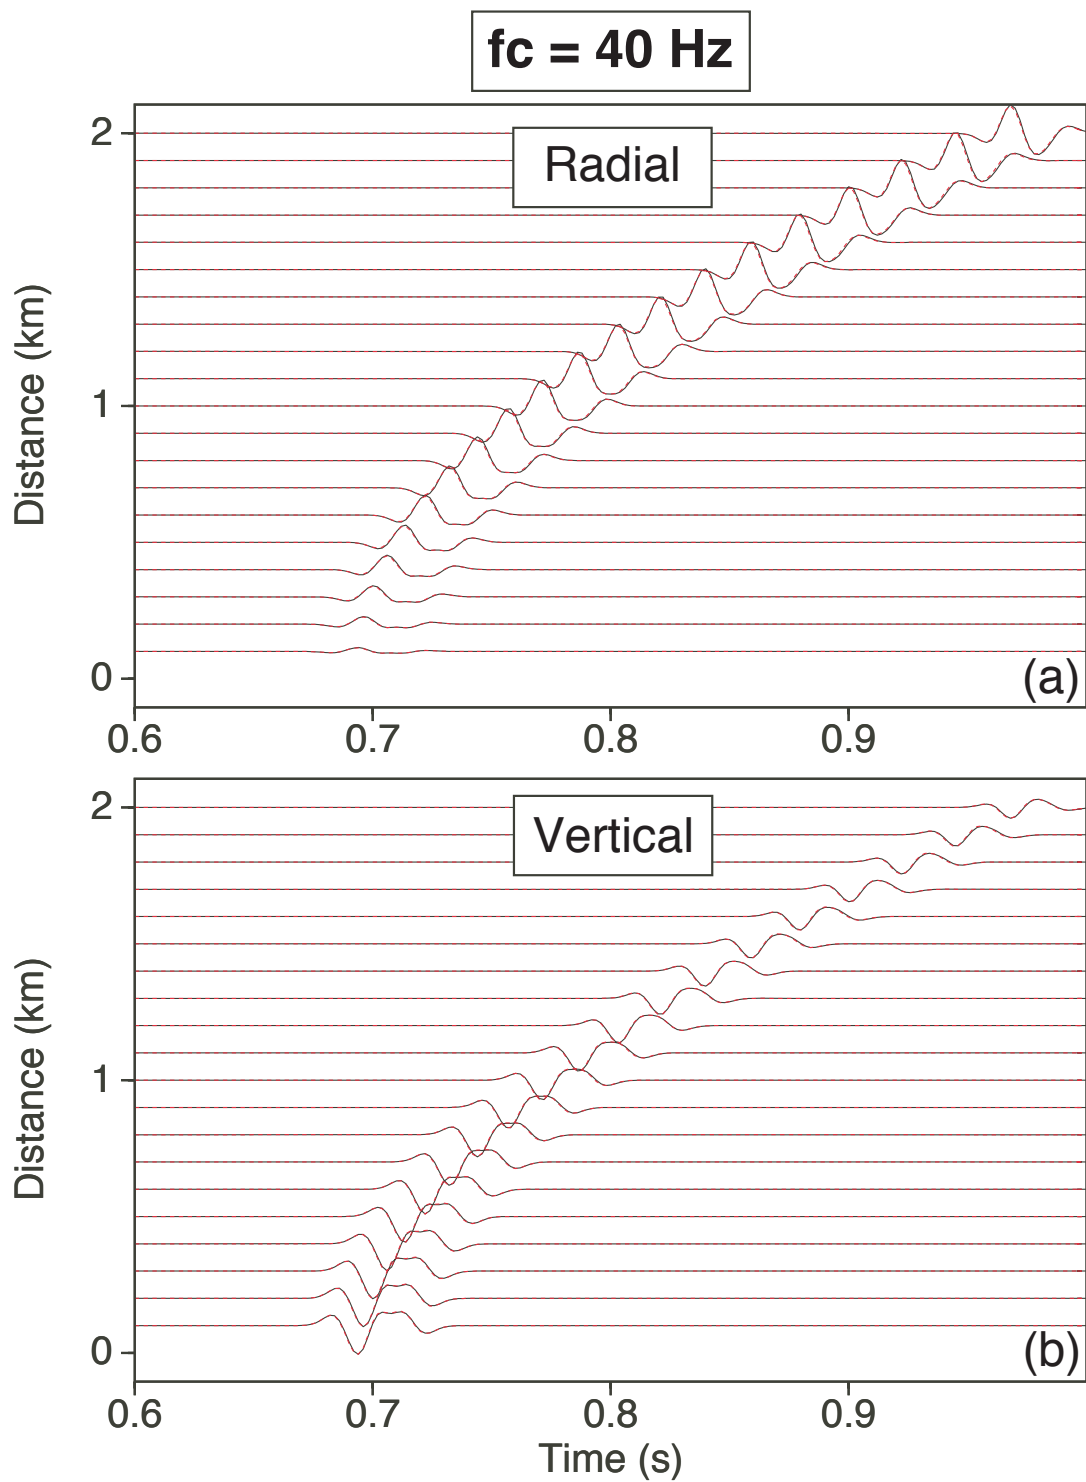 fc = 40 Hz
Radial
2
1
0
Distance (km)
(a)
0.6 0.7 0.8 0.9
Vertical
2
1
0
Distance (km)
(b)
0.6 0.7 0.8 0.9
Time (s)